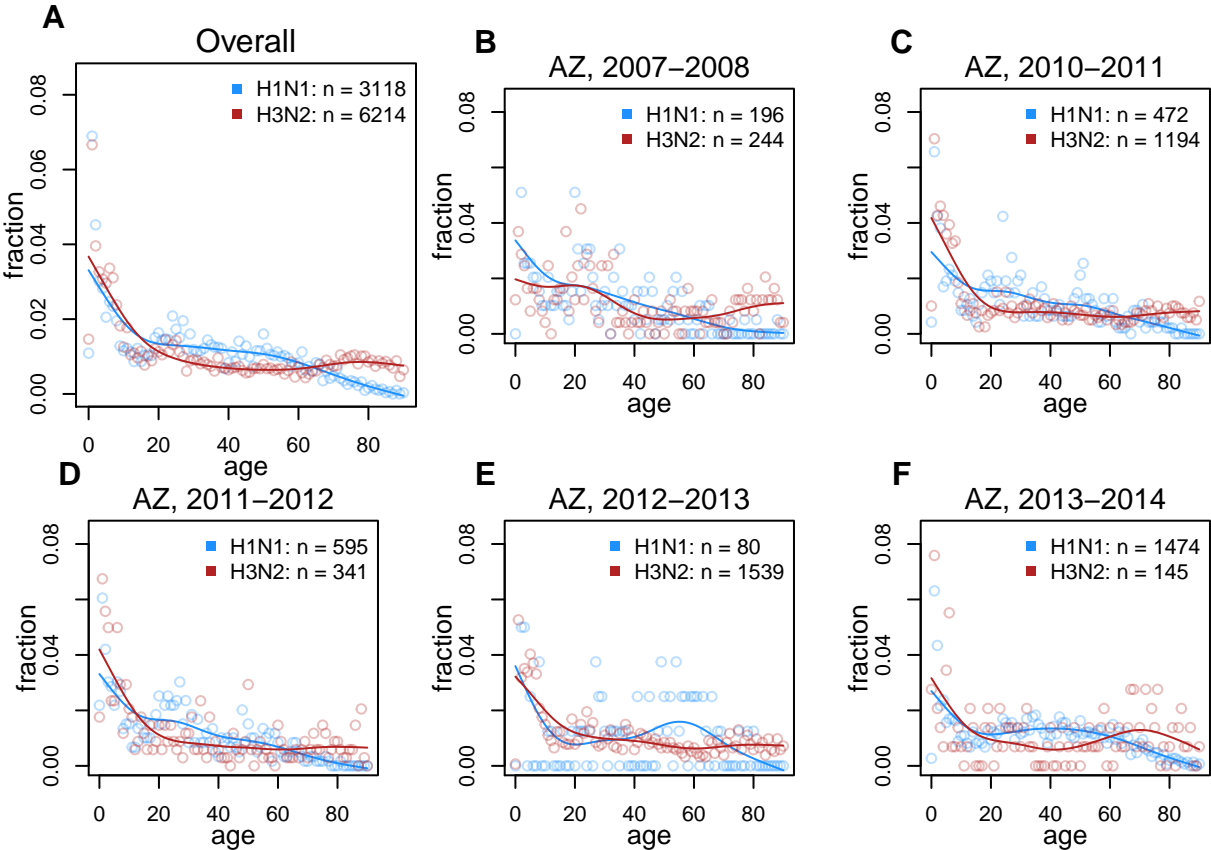 A
Overall
H1N1: n = 3118
H3N2: n = 6214
fraction
0.00 0.02 0.04 0.06 0.08
0 20 40 60 80
age
B
AZ, 2007−2008
H1N1: n = 196
H3N2: n = 244
fraction
0.00 0.04 0.08
0 20 40 60 80
age
C
AZ, 2010−2011
H1N1: n = 472
H3N2: n = 1194
fraction
0.00 0.04 0.08
0 20 40 60 80
age
D
AZ, 2011−2012
H1N1: n = 595
H3N2: n = 341
fraction
0.00 0.04 0.08
0 20 40 60 80
age
E
AZ, 2012−2013
H1N1: n = 80
H3N2: n = 1539
fraction
0.00 0.04 0.08
0 20 40 60 80
age
F
AZ, 2013−2014
H1N1: n = 1474
H3N2: n = 145
fraction
0.00 0.04 0.08
0 20 40 60 80
age